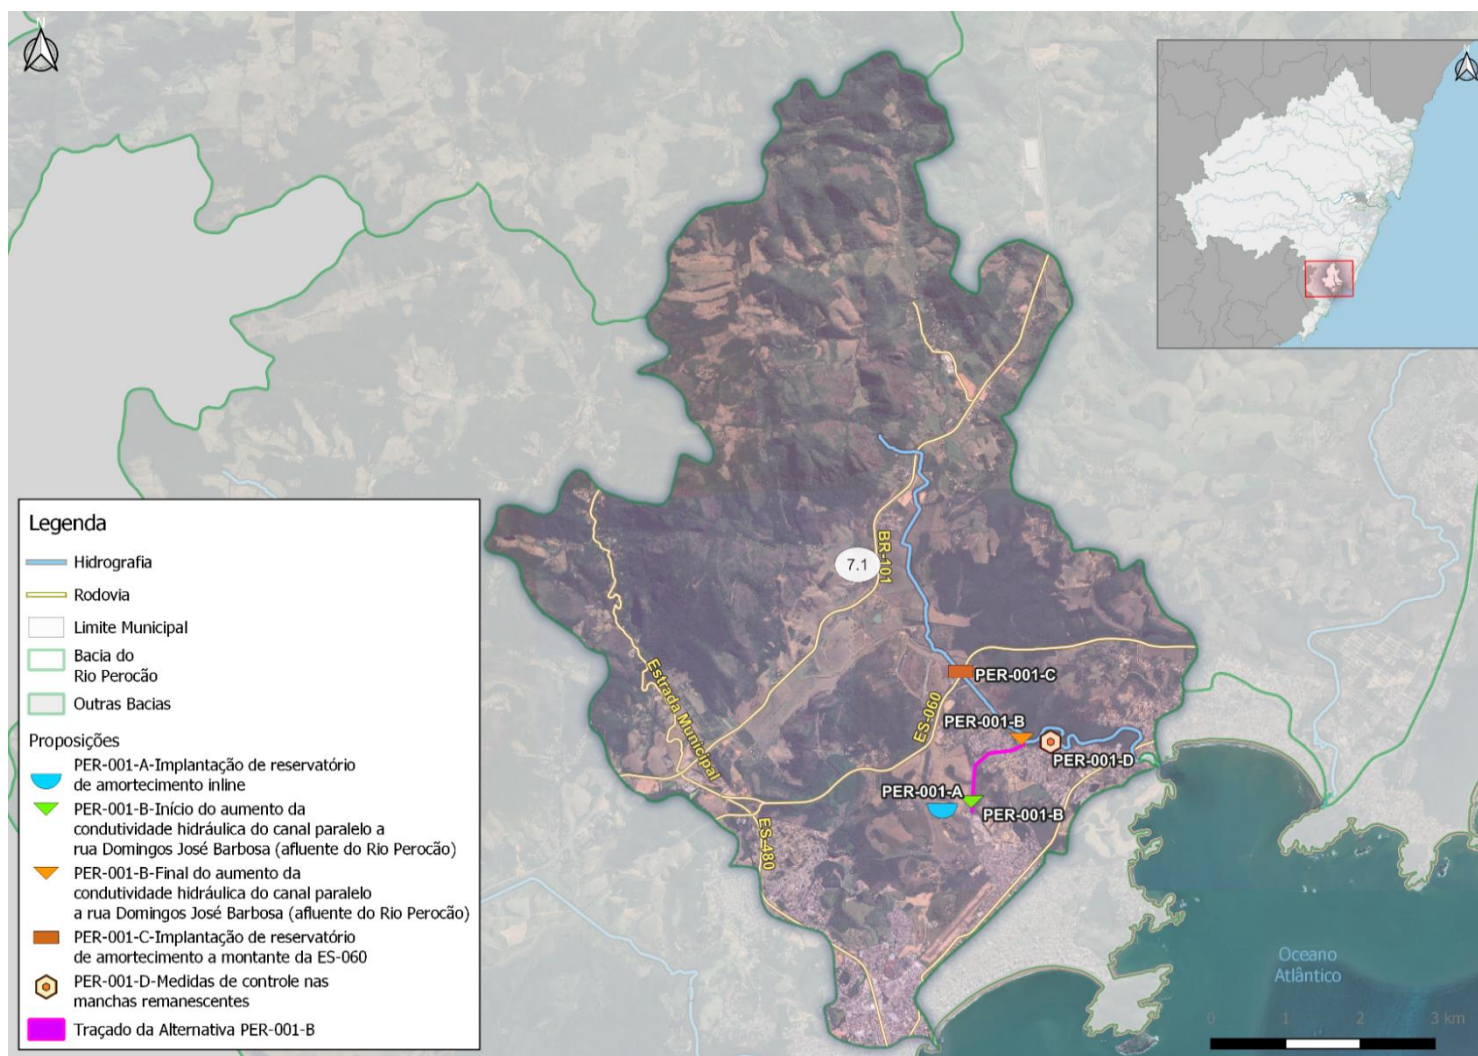 N
N
BR-101
7.1
Estrada Municipal
ES-060
PER-001-C
PER-001-B
PER-001-D
PER-001-A
PER-001-B
ES-480
Oceano
Atlântico
0 1 2 3 km
Legenda
Hidrografia
Rodovia
Limite Municipal
Bacia do
Rio Perocão
Outras Bacias
Proposições
PER-001-A-Implantação de reservatório
de amortecimento inline
PER-001-B-Início do aumento da
condutividade hidráulica do canal paralelo a
rua Domingos José Barbosa (afluente do Rio Perocão)
PER-001-B-Final do aumento da
condutividade hidráulica do canal paralelo
a rua Domingos José Barbosa (afluente do Rio Perocão)
PER-001-C-Implantação de reservatório
de amortecimento a montante da ES-060
PER-001-D-Medidas de controle nas
manchas remanescentes
Traçado da Alternativa PER-001-B